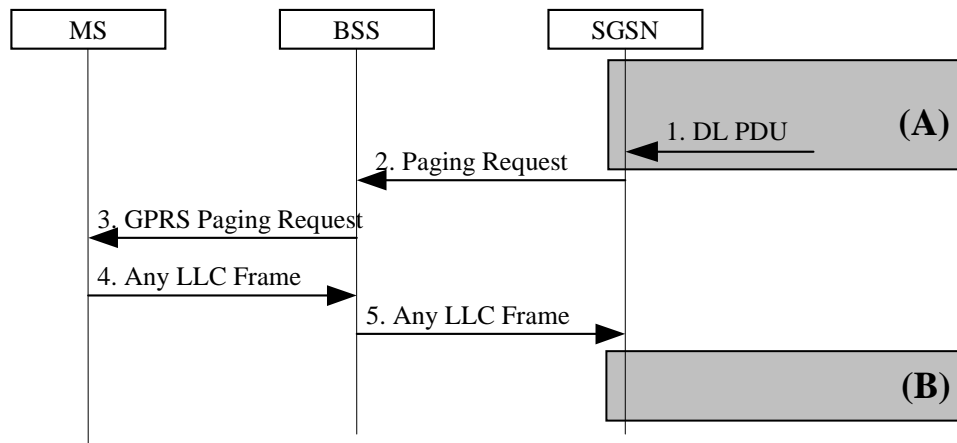 MS
BSS
SGSN
(A)
1. DL PDU
2. Paging Request
3. GPRS Paging Request
4. Any LLC Frame
5. Any LLC Frame
(B)